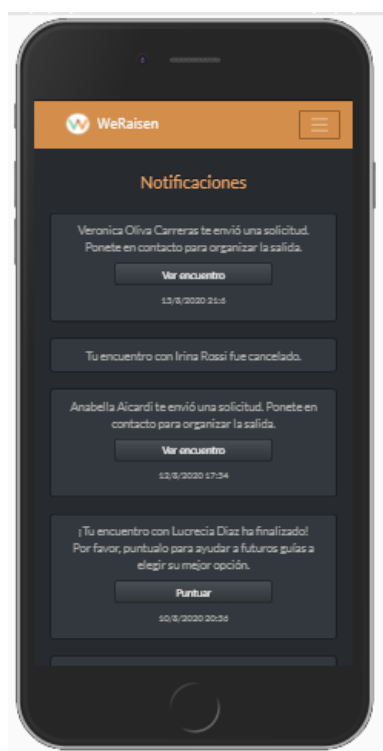 WeRaisen
Notificaciones
Veronica Oliva Carreras te envió una solicitud.
Ponete en contacto para organizar la salida.
Ver encuentro
13/8/2020 21:6
Tu encuentro con Irina Rossi fue cancelado.
Anabella Aicardi te envió una solicitud. Ponete en
contacto para organizar la salida.
Ver encuentro
12/8/2020 17:34
¡Tu encuentro con Lucrecia Diaz ha finalizado!
Por favor, puntualo para ayudar a futuros guías a
elegir su mejor opción.
Puntuar
10/8/2020 20:36